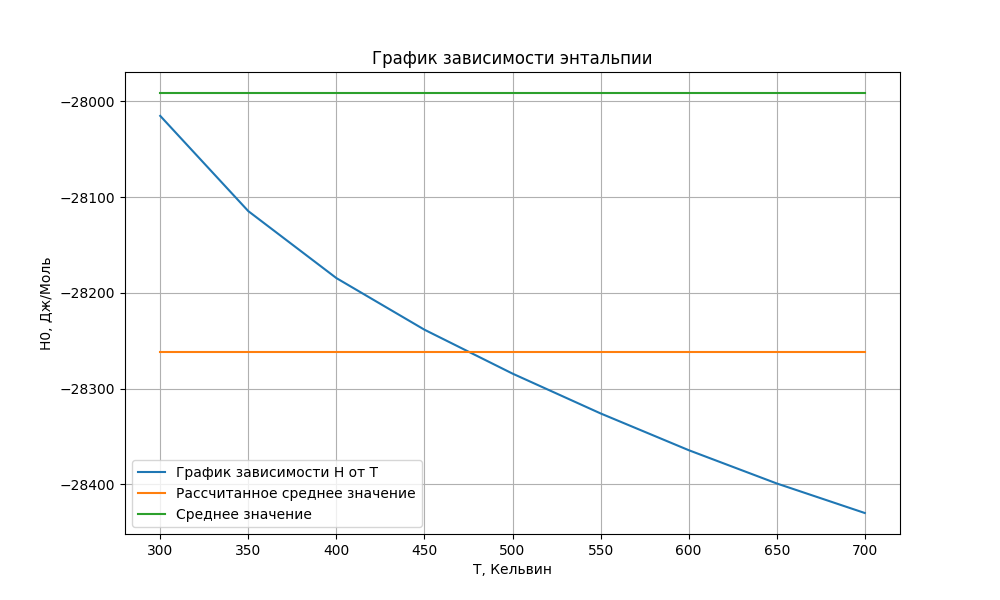 График зависимости энтальпии
H0, Дж/Моль
−28000
−28100
−28200
−28300
−28400
График зависимости H от T
Рассчитанное среднее значение
Среднее значение
300 350 400 450 500 550 600 650 700
T, Кельвин